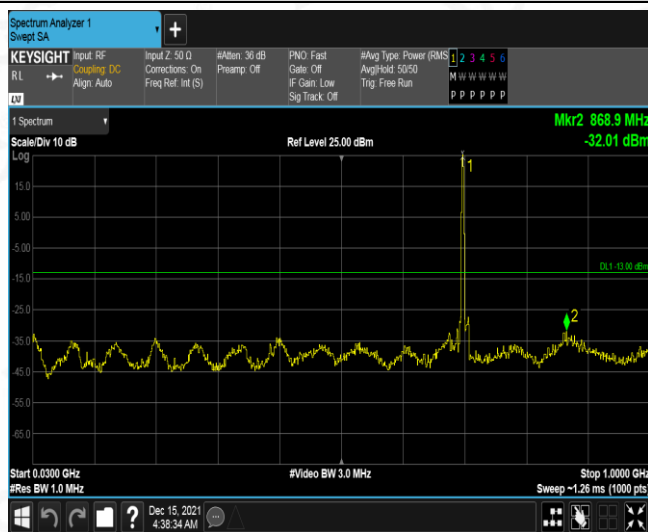 Spectrum Analyzer 1
Swept SA
+
KEYSIGHT
RL
Input: RF
Coupling: DC
Align: Auto
Input Z: 50 Ω
Corrections: On
Freq Ref: Int (S)
#Atten: 36 dB
Preamp: Off
PNO: Fast
Gate: Off
IF Gain: Low
Sig Track: Off
#Avg Type: Power (RMS
Avg|Hold: 50/50
Trig: Free Run
1 2 3 4 5 6
M W W W W W
P P P P P P
1 Spectrum
Scale/Div 10 dB
Ref Level 25.00 dBm
Mkr2 868.9 MHz
-32.01 dBm
Log
15.0
5.00
-5.00
-15.0
-25.0
-35.0
-45.0
-55.0
-65.0
1
DL1 -13.00 dBm
2
Start 0.0300 GHz
#Res BW 1.0 MHz
#Video BW 3.0 MHz
Stop 1.0000 GHz
Sweep ~1.26 ms (1000 pts)
?
Dec 15, 2021
4:38:34 AM